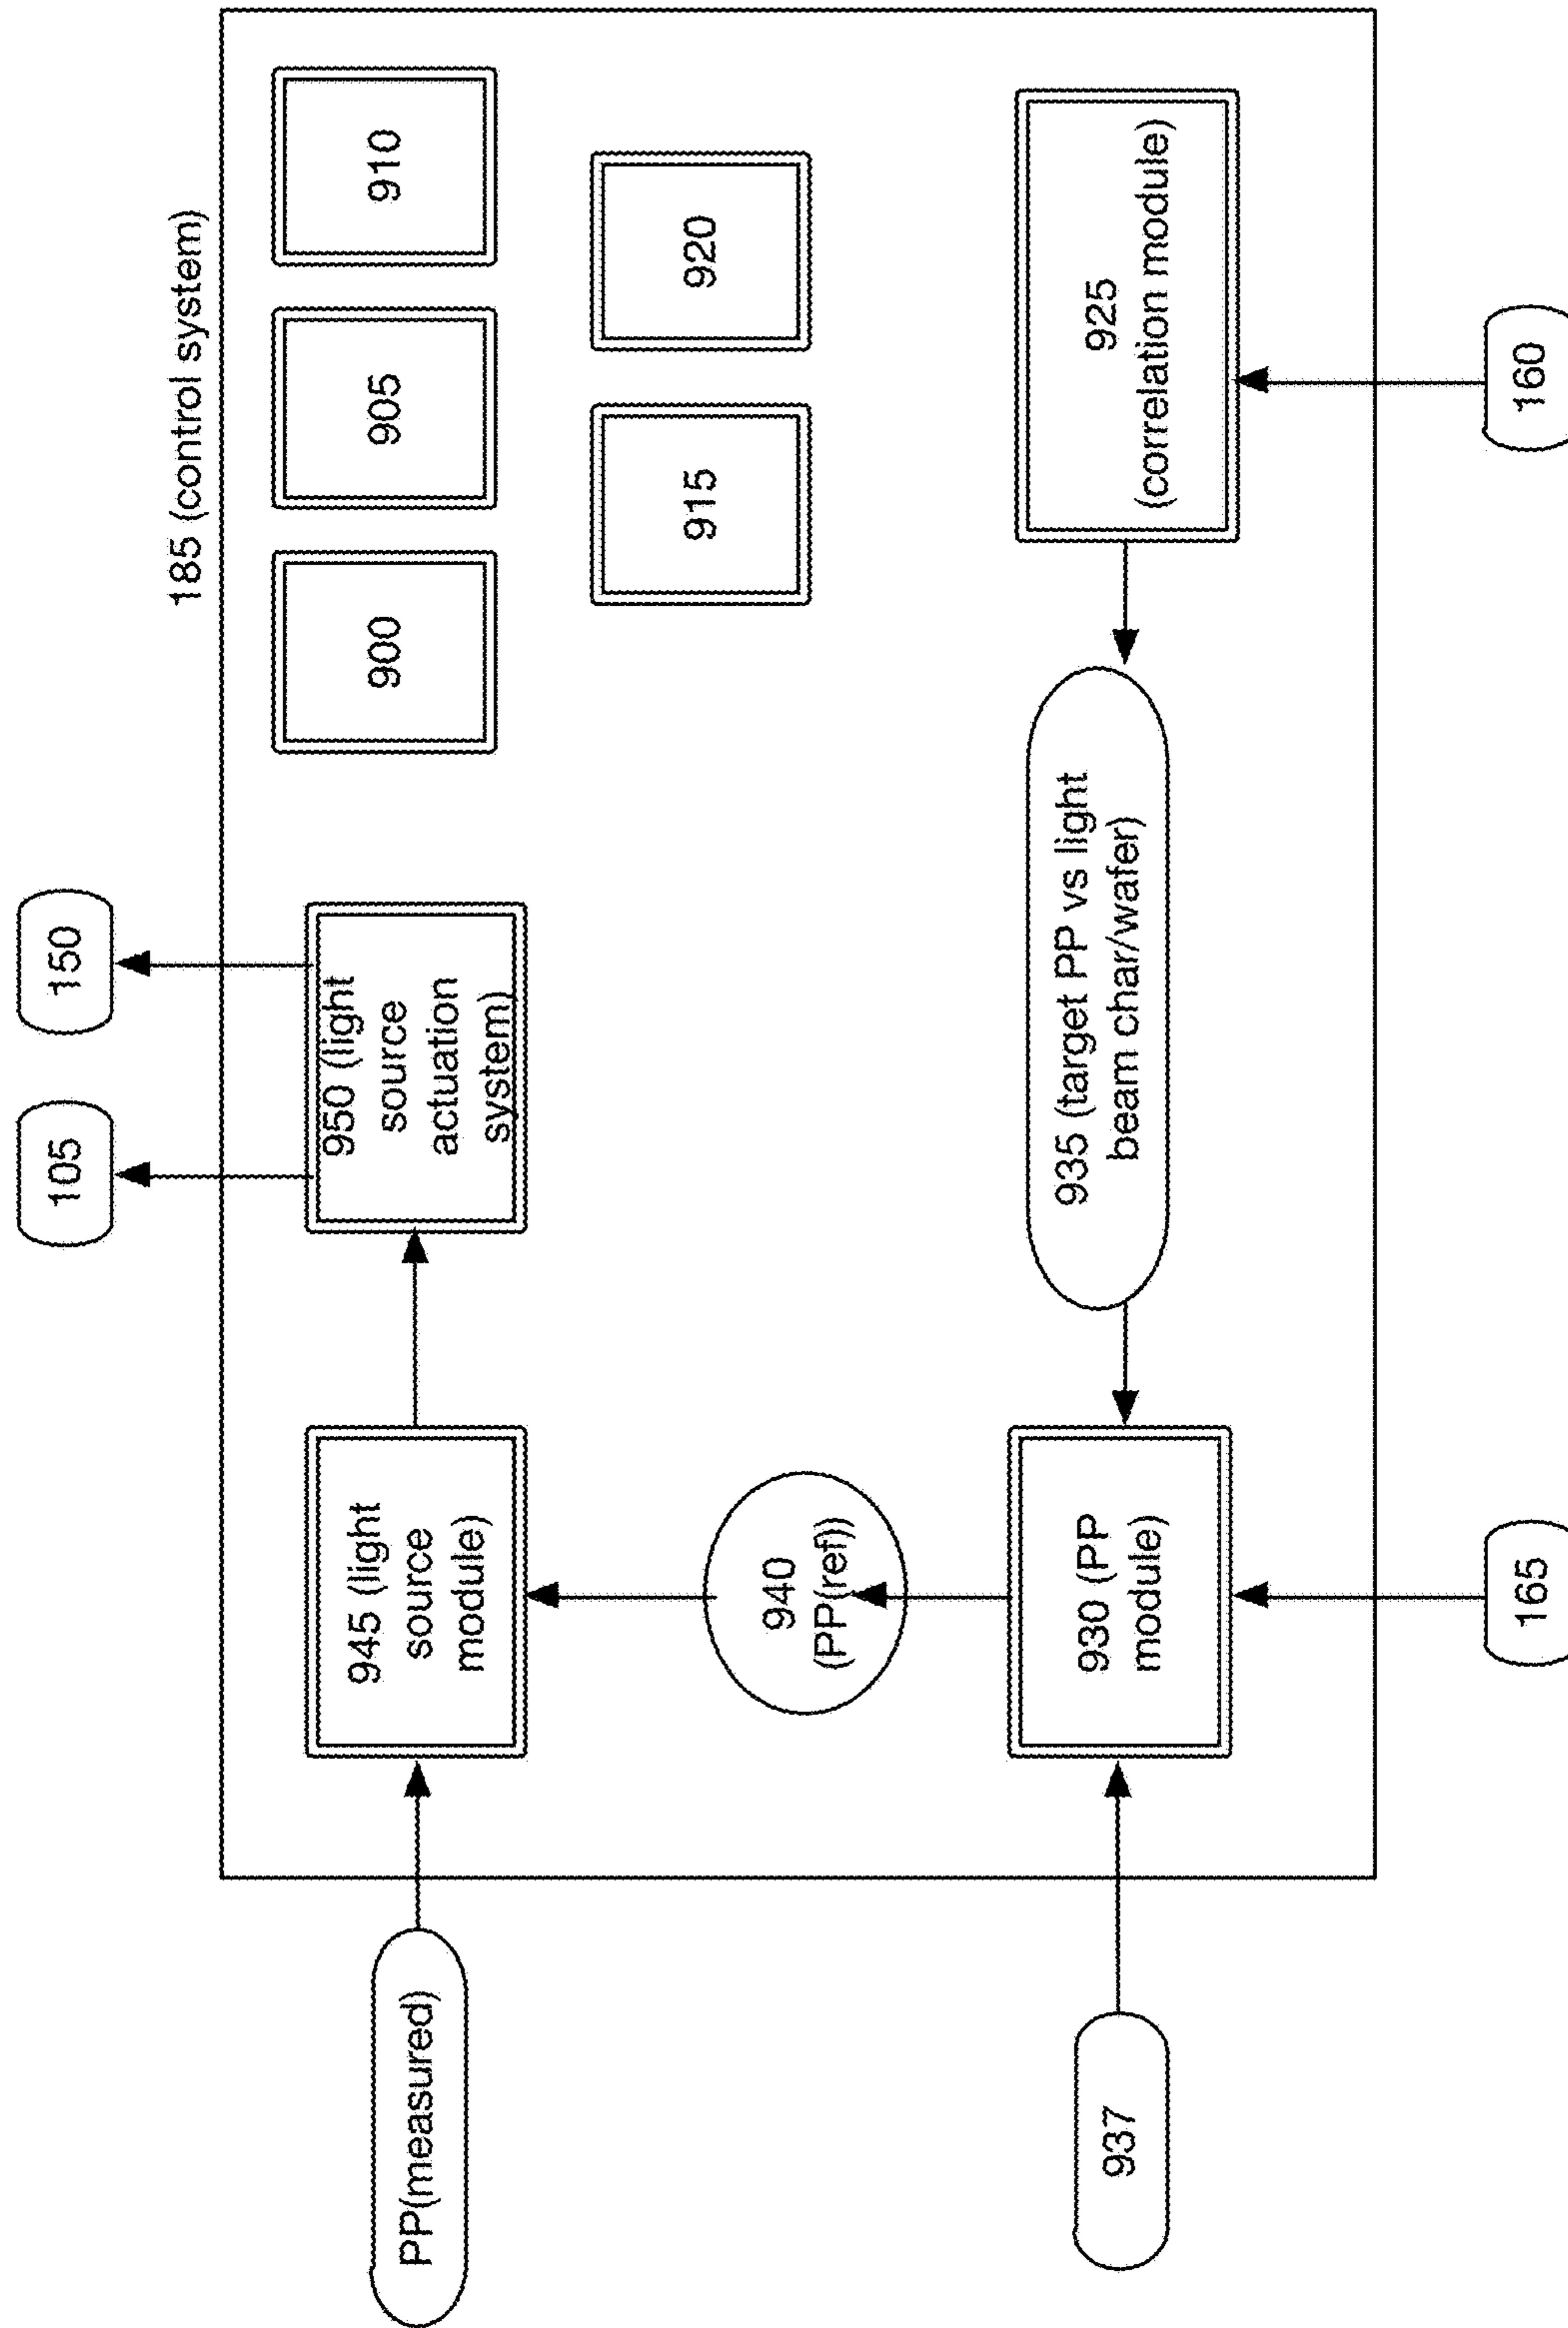 105
150
185 (control system)
PP(measured)
945 (light
source
module)
950 (light
source
actuation
system)
900
905
910
915
920
940
(PP(ref))
937
930 (PP
module)
935 (target PP vs light
beam char/wafer)
925
(correlation module)
165
160